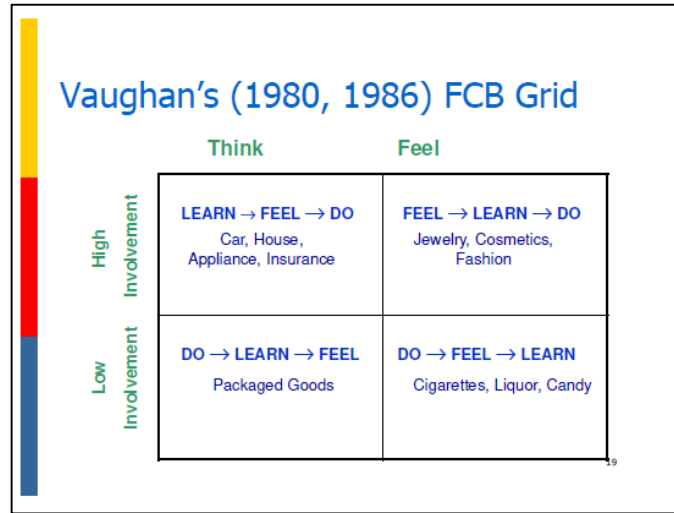 Vaughan's (1980, 1986) FCB Grid
Think Feel
High
Involvement
LEARN → FEEL → DO
Car, House,
Appliance, Insurance
FEEL → LEARN → DO
Jewelry, Cosmetics,
Fashion
Low
Involvement
DO → LEARN → FEEL
Packaged Goods
DO → FEEL → LEARN
Cigarettes, Liquor, Candy
19